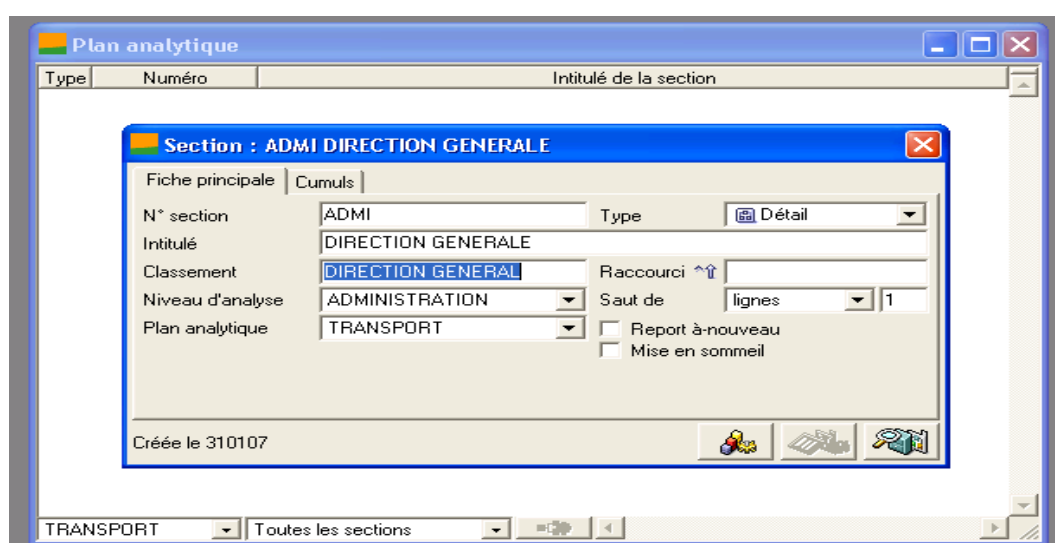 Plan analytique
Type Numéro Intitulé de la section
Section : ADMI DIRECTION GENERALE
Fiche principale Cumuls
N° section ADMI Type Détail
Intitulé DIRECTION GENERALE
Classement DIRECTION GENERAL Raccourci ^⇧
Niveau d'analyse ADMINISTRATION Saut de lignes 1
Plan analytique TRANSPORT Report à-nouveau
Mise en sommeil
Créée le 310107
TRANSPORT Toutes les sections